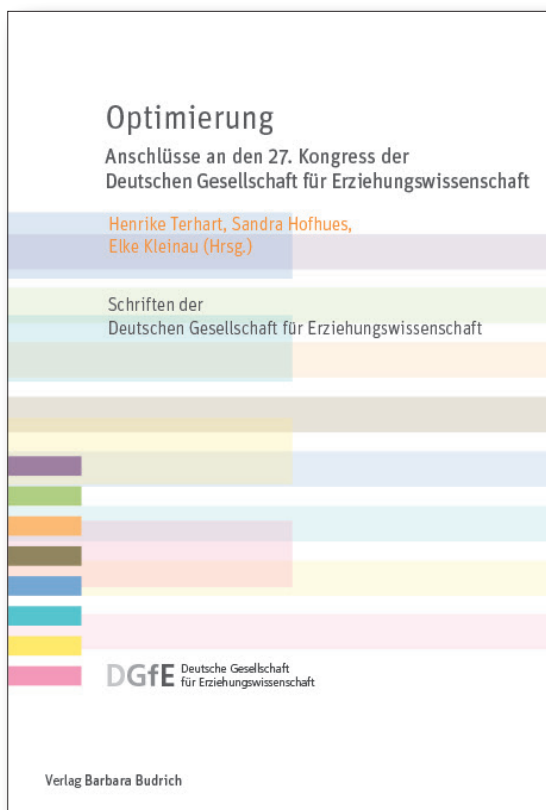 Optimierung
Anschlüsse an den 27. Kongress der
Deutschen Gesellschaft für Erziehungswissenschaft
Henrike Terhart, Sandra Hofhues,
Elke Kleinau (Hrsg.)
Schriften der
Deutschen Gesellschaft für Erziehungswissenschaft
DGfE Deutsche Gesellschaft
für Erziehungswissenschaft
Verlag Barbara Budrich